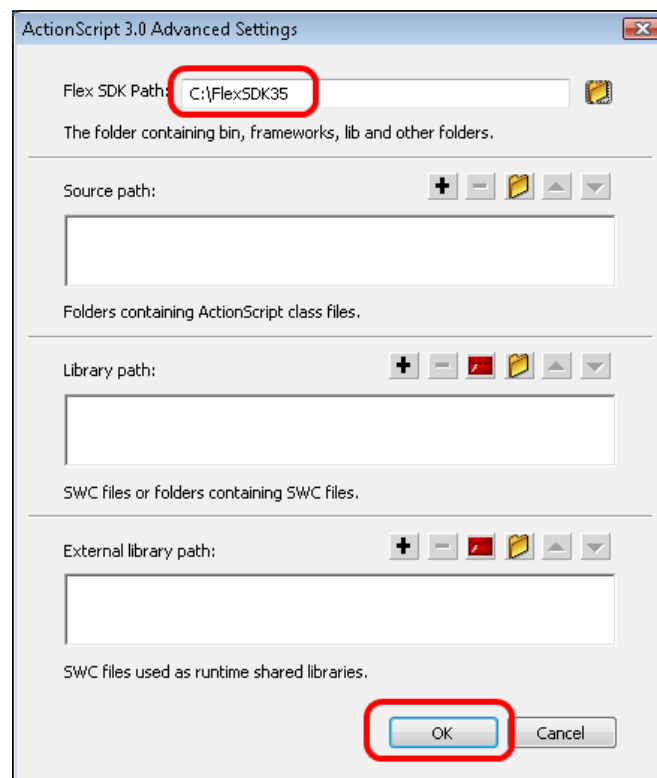 ActionScript 3.0 Advanced Settings
Flex SDK Path: C:\FlexSDK35
The folder containing bin, frameworks, lib and other folders.
Source path:
Folders containing ActionScript class files.
Library path:
SWC files or folders containing SWC files.
External library path:
SWC files used as runtime shared libraries.
OK Cancel